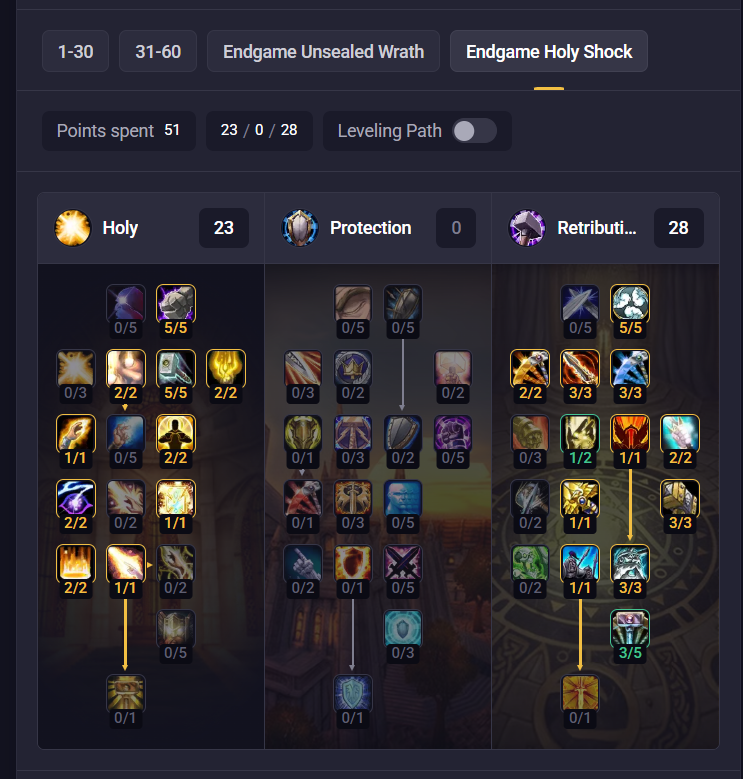 1-30 31-60 Endgame Unsealed Wrath Endgame Holy Shock
Points spent 51 23 / 0 / 28 Leveling Path
Holy 23 Protection 0 Retributi... 28
0/5 5/5 0/5 0/5 0/5 5/5
0/3 2/2 5/5 2/2 0/3 0/2 0/2 2/2 3/3 3/3
1/1 0/5 2/2 0/1 0/3 0/2 0/5 0/3 1/2 1/1 2/2
2/2 0/2 1/1 0/1 0/3 0/5 0/2 1/1 3/3
2/2 1/1 0/2 0/2 0/1 0/5 0/2 1/1 3/3
0/5 0/3 3/5
0/1 0/1 0/1